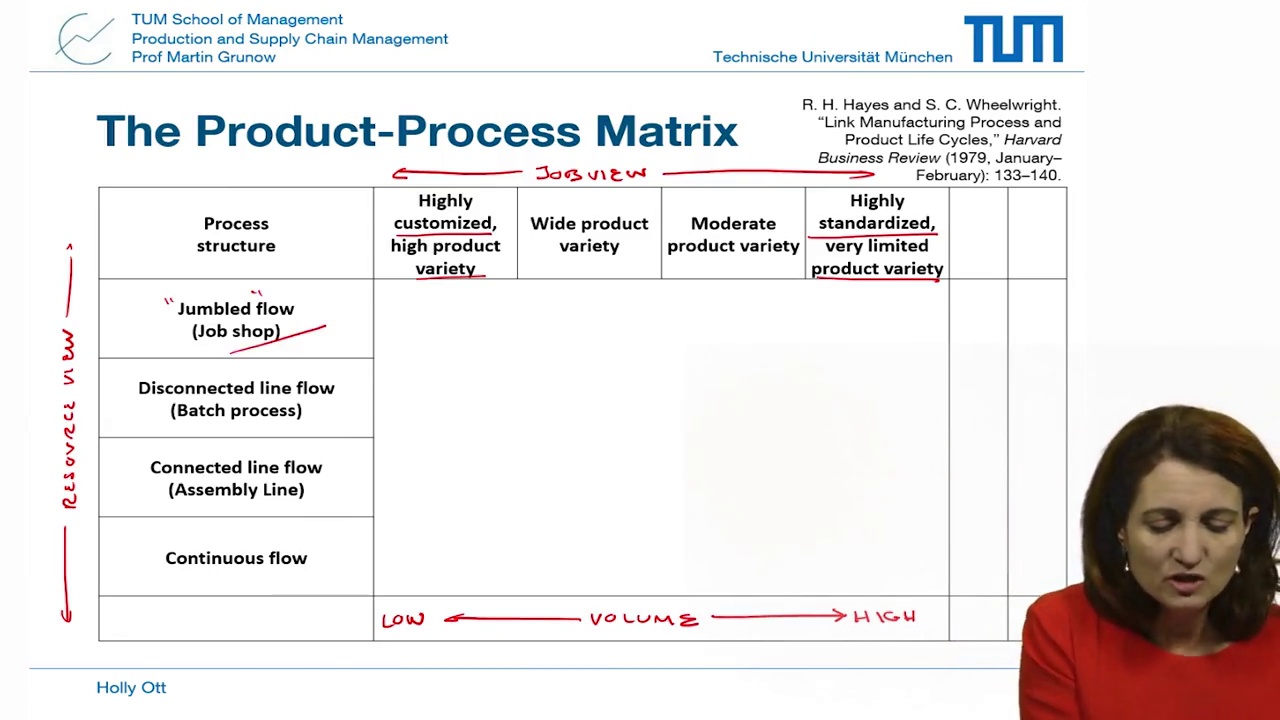 TUM School of Management
Production and Supply Chain Management
Prof Martin Grunow
Technische Universität München
TUM
The Product-Process Matrix
R. H. Hayes and S. C. Wheelwright.
“Link Manufacturing Process and
Product Life Cycles,” Harvard
Business Review (1979, January–
February): 133–140.
JOB VIEW
Process
structure
Highly
customized,
high product
variety
Wide product
variety
Moderate
product variety
Highly
standardized,
very limited
product variety
RESOURCE VIEW
"Jumbled flow"
(Job shop)
Disconnected line flow
(Batch process)
Connected line flow
(Assembly Line)
Continuous flow
LOW VOLUME HIGH
Holly Ott